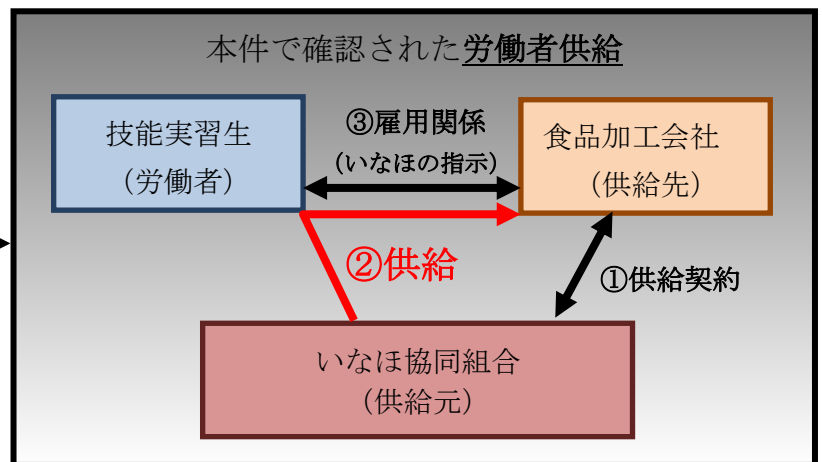 本件で確認された労働者供給
技能実習生
（労働者）
③雇用関係
（いなほの指示）
食品加工会社
（供給先）
②供給
①供給契約
いなほ協同組合
（供給元）